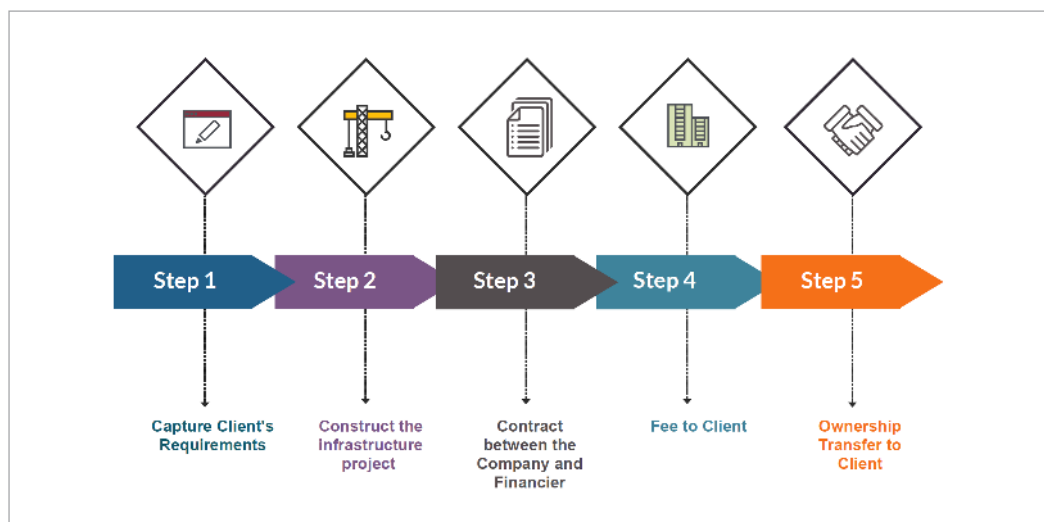 Step 1
Step 2
Step 3
Step 4
Step 5
Capture Client's
Requirements
Construct the
Infrastructure
project
Contract
between the
Company and
Financier
Fee to Client
Ownership
Transfer to
Client